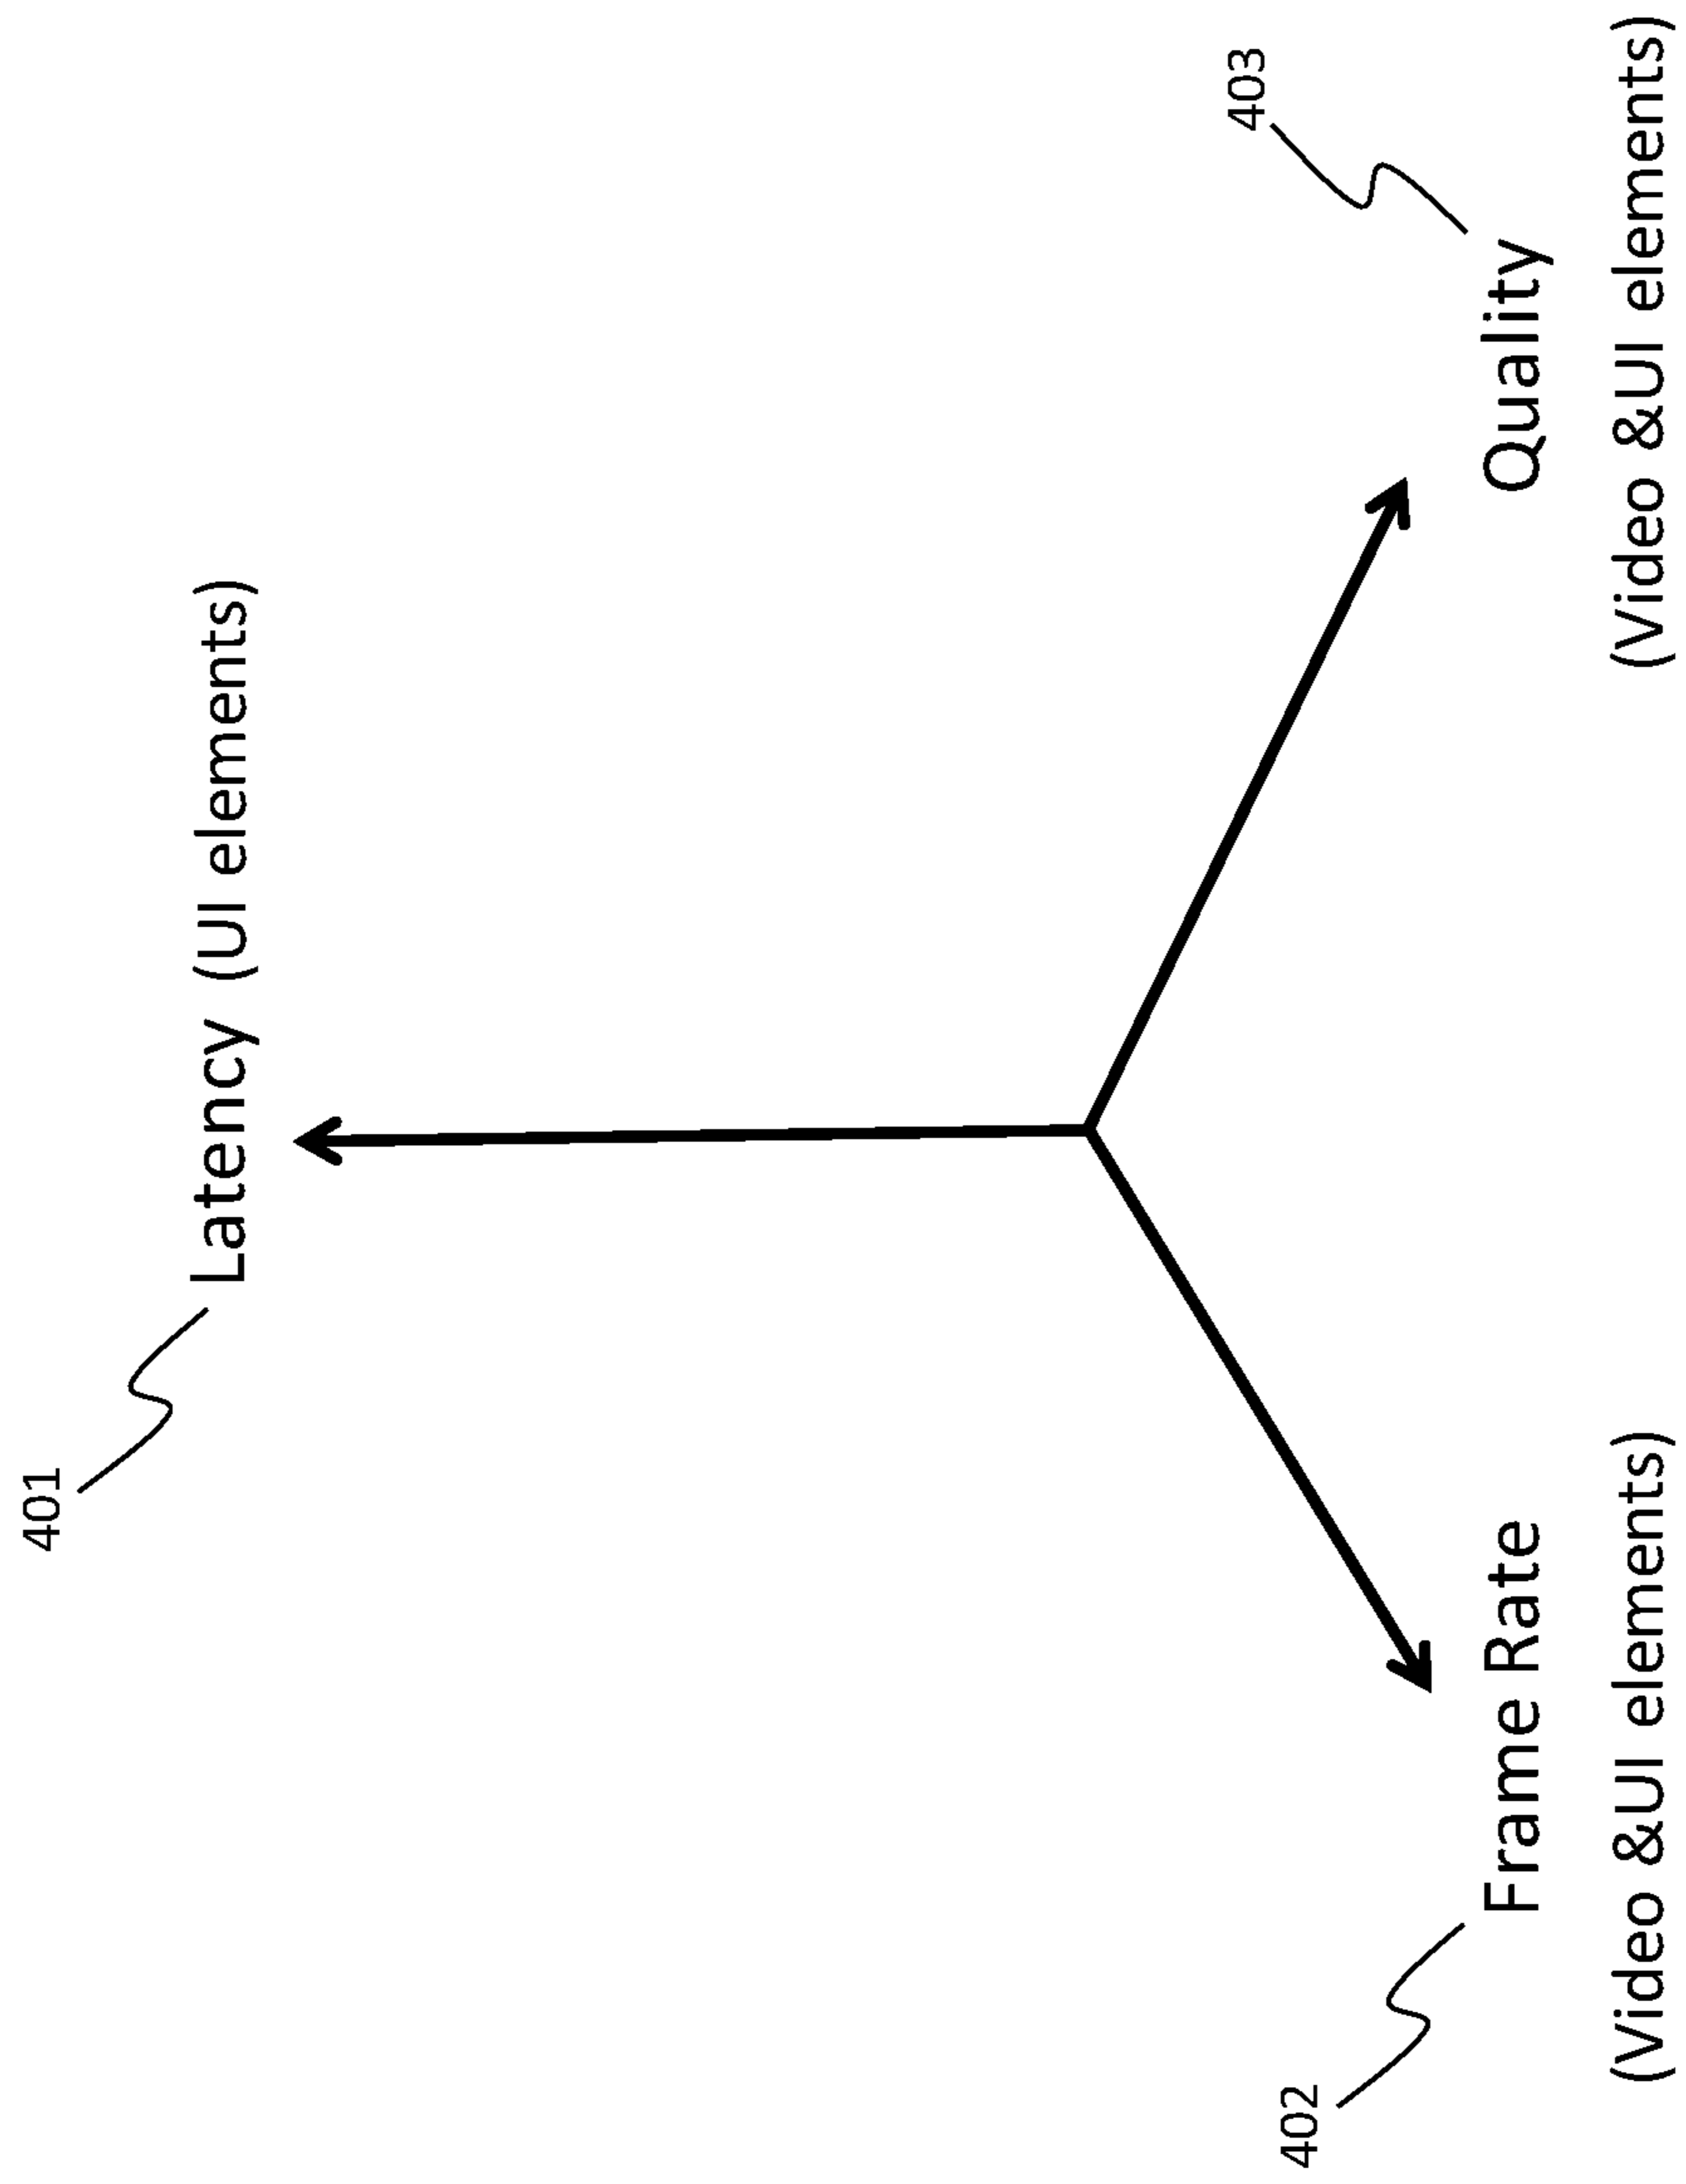 401
Latency (UI elements)
403
402
Frame Rate
Quality
(Video &UI elements)
(Video &UI elements)